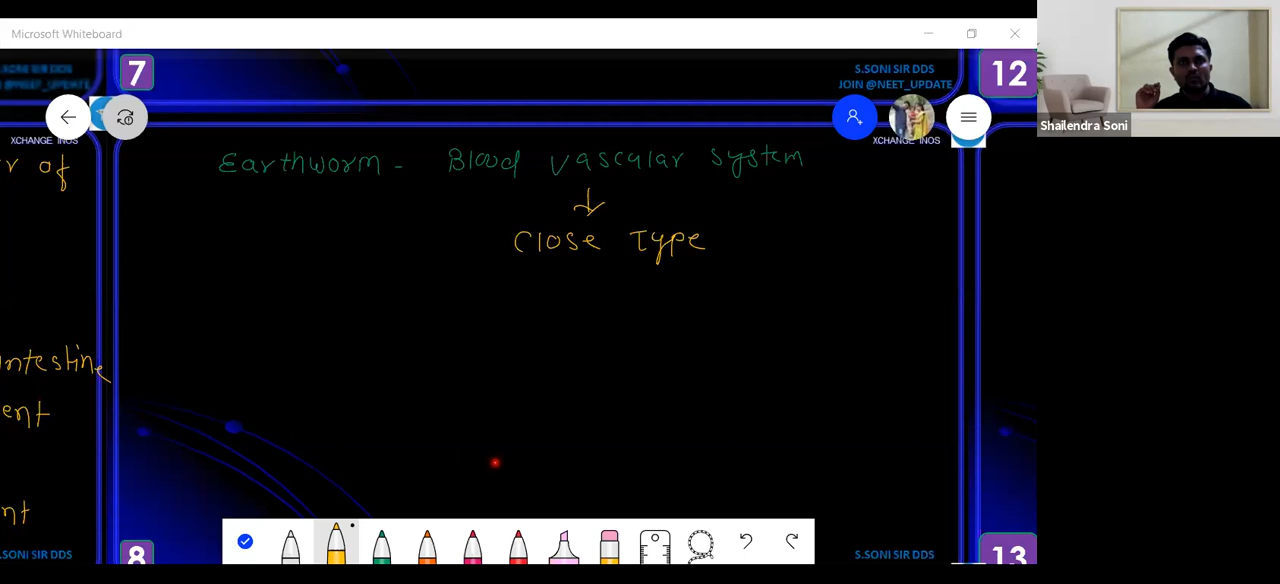 Microsoft Whiteboard
7
S.SONI SIR DDS
JOIN @NEET_UPDATE
12
Shailendra Soni
XCHANGE INOS
XCHANGE INOS
r of
Earthworm - Blood vascular system
Close Type
intestine
ent
nt
S.SONI SIR DDS
8
S.SONI SIR DDS
13